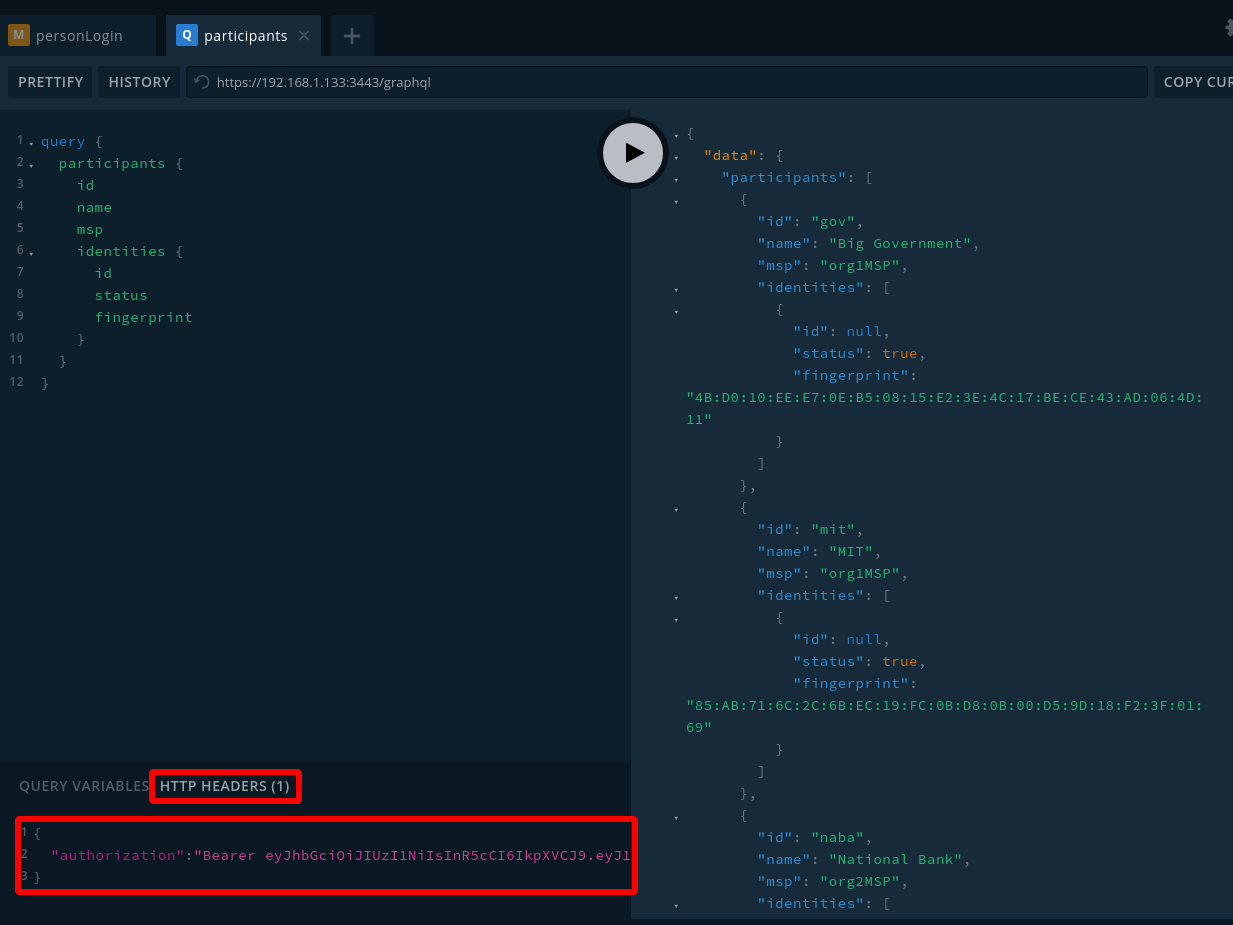 M personLogin
Q participants
PRETTIFY HISTORY https://192.168.1.133:3443/graphql COPY CUR
1 query {
2 participants {
3 id
4 name
5 msp
6 identities {
7 id
8 status
9 fingerprint
10 }
11 }
12 }
QUERY VARIABLES HTTP HEADERS (1)
1 {
2 "authorization":"Bearer eyJhbGciOiJIUzI1NiIsInR5cCI6IkpXVCJ9.eyJ1
3 }
{
"data": {
"participants": [
{
"id": "gov",
"name": "Big Government",
"msp": "org1MSP",
"identities": [
{
"id": null,
"status": true,
"fingerprint":
"4B:D0:10:EE:E7:0E:B5:08:15:E2:3E:4C:17:BE:CE:43:AD:06:4D:
11"
}
]
},
{
"id": "mit",
"name": "MIT",
"msp": "org1MSP",
"identities": [
{
"id": null,
"status": true,
"fingerprint":
"85:AB:71:6C:2C:6B:EC:19:FC:0B:D8:0B:00:D5:9D:18:F2:3F:01:
69"
}
]
},
{
"id": "naba",
"name": "National Bank",
"msp": "org2MSP",
"identities": [